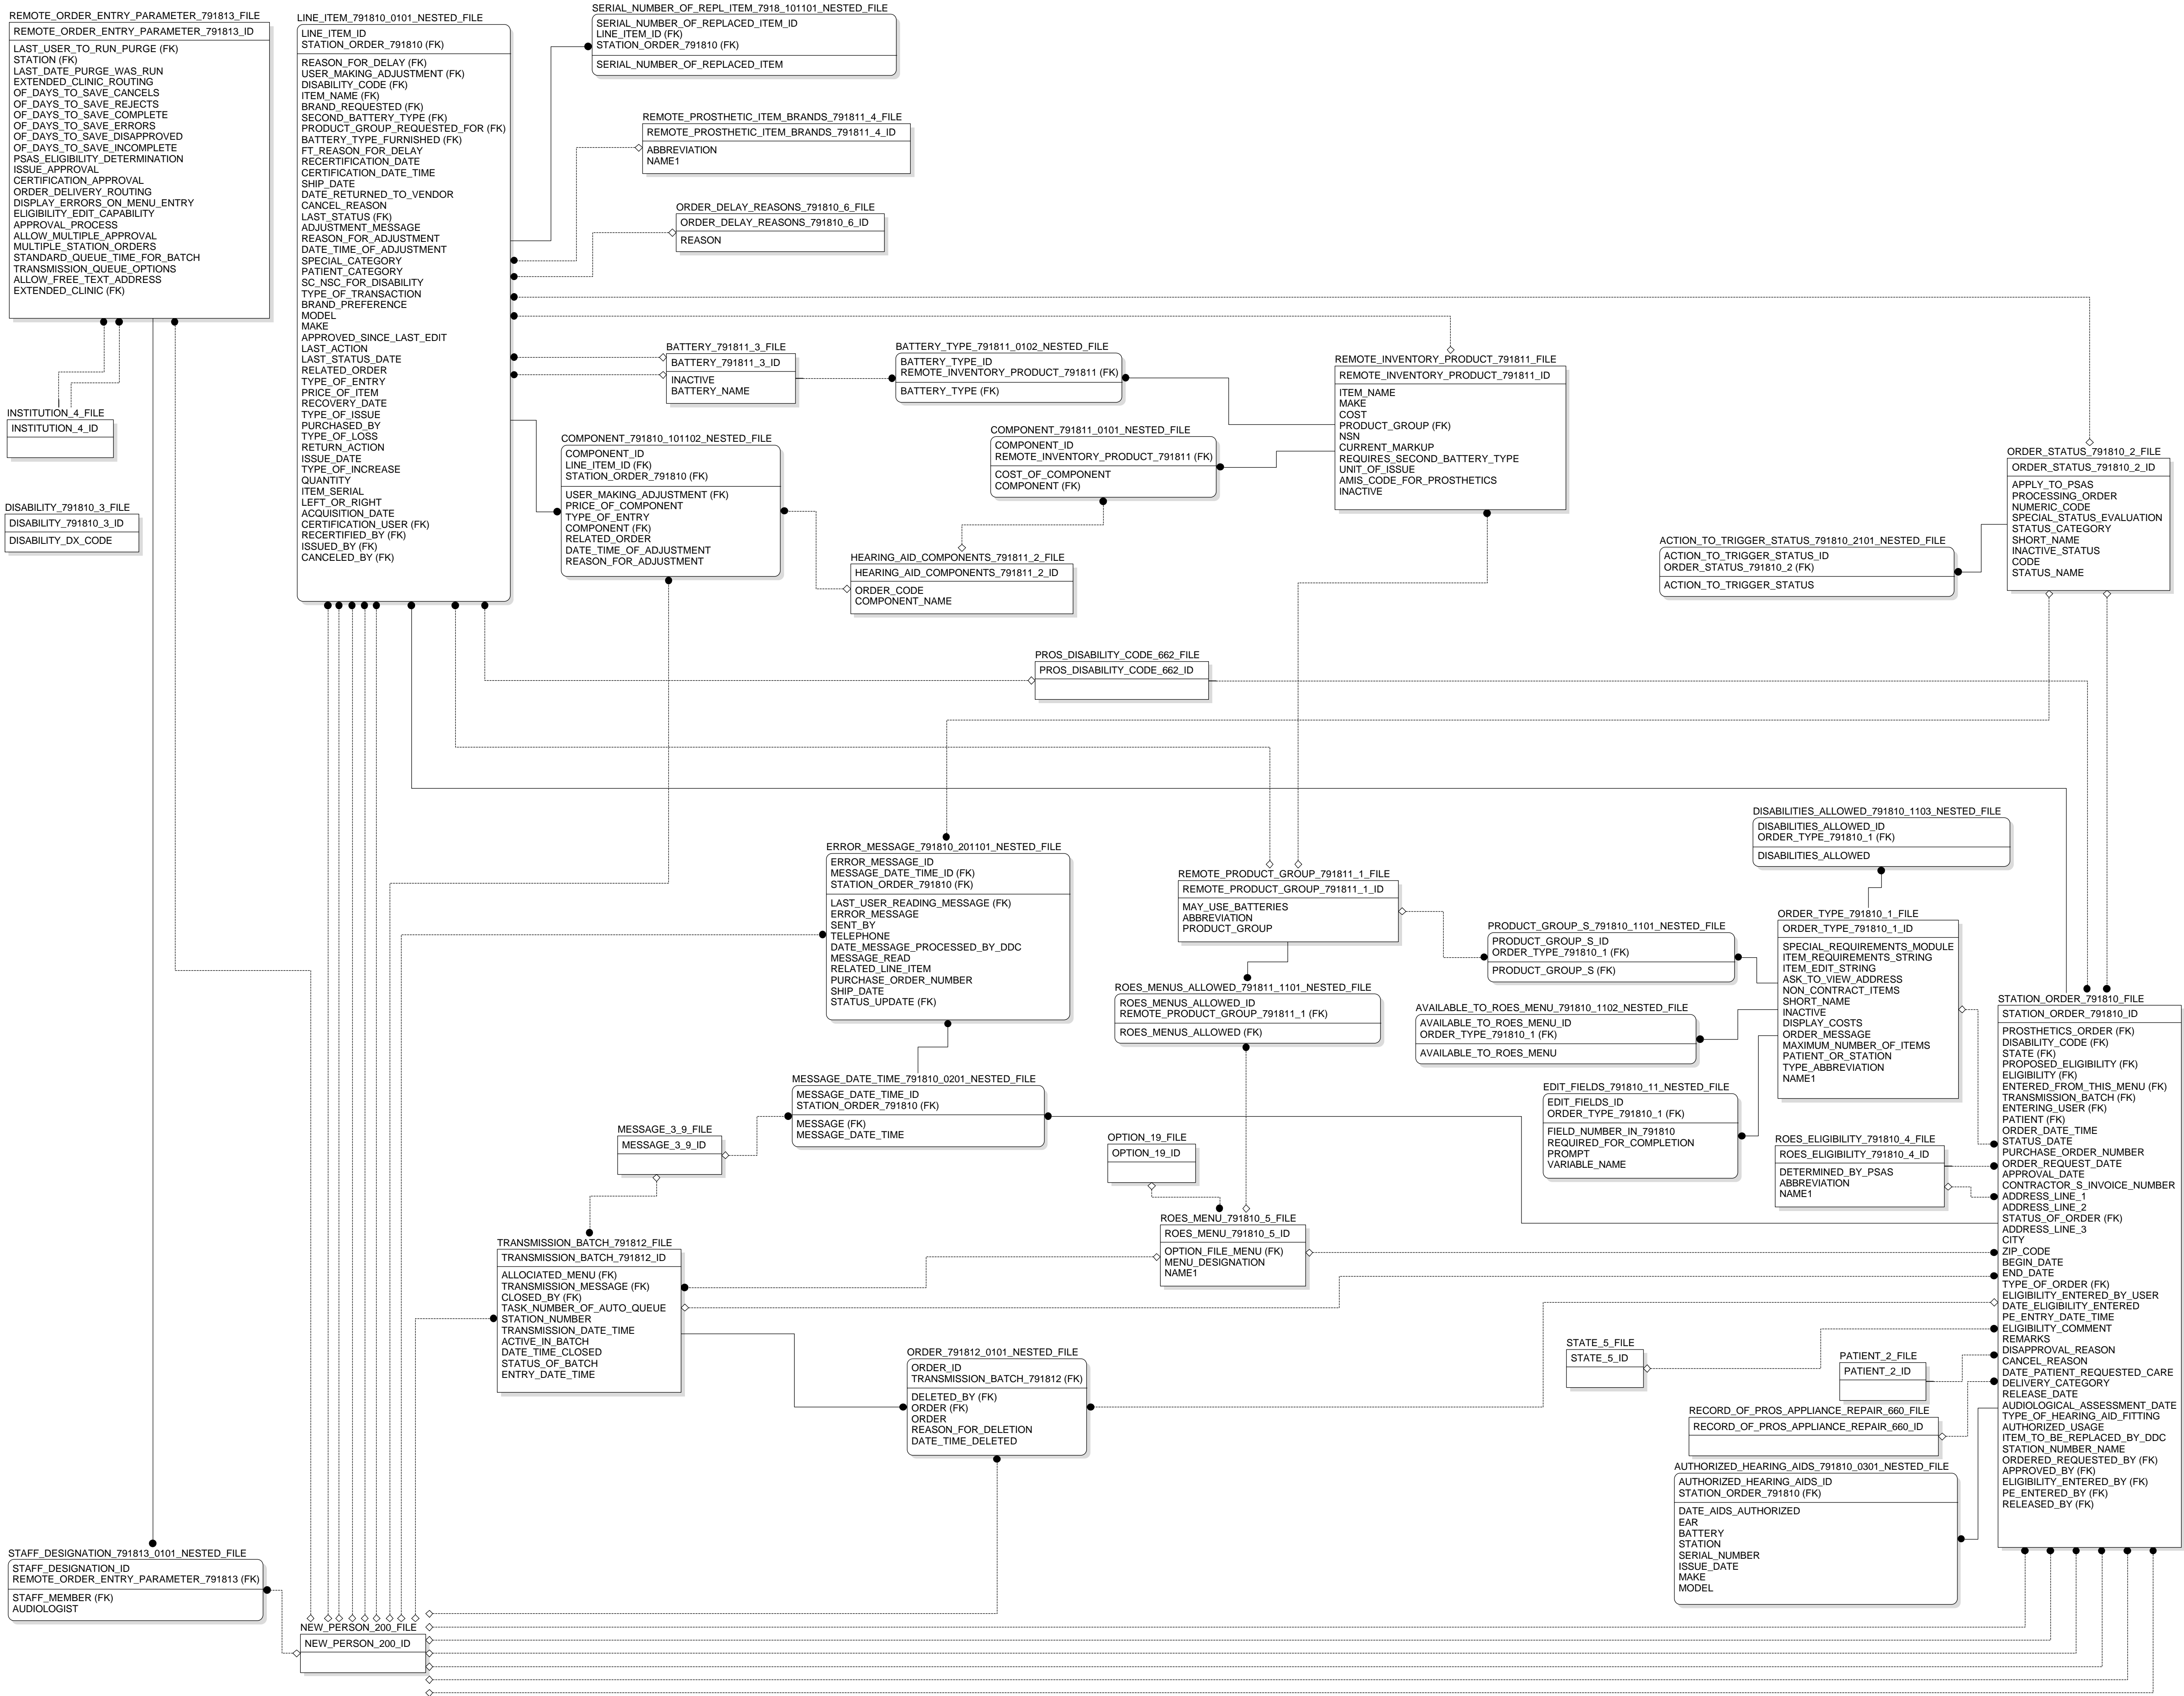 REMOTE_ORDER_ENTRY_PARAMETER_791813_FILE
REMOTE_ORDER_ENTRY_PARAMETER_791813_ID
LAST_USER_TO_RUN_PURGE (FK)
STATION (FK)
LAST_DATE_PURGE_WAS_RUN
EXTENDED_CLINIC_ROUTING
OF_DAYS_TO_SAVE_CANCELS
OF_DAYS_TO_SAVE_REJECTS
OF_DAYS_TO_SAVE_COMPLETE
OF_DAYS_TO_SAVE_ERRORS
OF_DAYS_TO_SAVE_DISAPPROVED
OF_DAYS_TO_SAVE_INCOMPLETE
PSAS_ELIGIBILITY_DETERMINATION
ISSUE_APPROVAL
CERTIFICATION_APPROVAL
ORDER_DELIVERY_ROUTING
DISPLAY_ERRORS_ON_MENU_ENTRY
ELIGIBILITY_EDIT_CAPABILITY
APPROVAL_PROCESS
ALLOW_MULTIPLE_APPROVAL
MULTIPLE_STATION_ORDERS
STANDARD_QUEUE_TIME_FOR_BATCH
TRANSMISSION_QUEUE_OPTIONS
ALLOW_FREE_TEXT_ADDRESS
EXTENDED_CLINIC (FK)
INSTITUTION_4_FILE
INSTITUTION_4_ID
DISABILITY_791810_3_FILE
DISABILITY_791810_3_ID
DISABILITY_DX_CODE
LINE_ITEM_791810_0101_NESTED_FILE
LINE_ITEM_ID
STATION_ORDER_791810 (FK)
REASON_FOR_DELAY (FK)
USER_MAKING_ADJUSTMENT (FK)
DISABILITY_CODE (FK)
ITEM_NAME (FK)
BRAND_REQUESTED (FK)
SECOND_BATTERY_TYPE (FK)
PRODUCT_GROUP_REQUESTED_FOR (FK)
BATTERY_TYPE_FURNISHED (FK)
FT_REASON_FOR_DELAY
RECERTIFICATION_DATE
CERTIFICATION_DATE_TIME
SHIP_DATE
DATE_RETURNED_TO_VENDOR
CANCEL_REASON
LAST_STATUS (FK)
ADJUSTMENT_MESSAGE
REASON_FOR_ADJUSTMENT
DATE_TIME_OF_ADJUSTMENT
SPECIAL_CATEGORY
PATIENT_CATEGORY
SC_NSC_FOR_DISABILITY
TYPE_OF_TRANSACTION
BRAND_PREFERENCE
MODEL
MAKE
APPROVED_SINCE_LAST_EDIT
LAST_ACTION
LAST_STATUS_DATE
RELATED_ORDER
TYPE_OF_ENTRY
PRICE_OF_ITEM
RECOVERY_DATE
TYPE_OF_ISSUE
PURCHASED_BY
TYPE_OF_LOSS
RETURN_ACTION
ISSUE_DATE
TYPE_OF_INCREASE
QUANTITY
ITEM_SERIAL
LEFT_OR_RIGHT
ACQUISITION_DATE
CERTIFICATION_USER (FK)
RECERTIFIED_BY (FK)
ISSUED_BY (FK)
CANCELED_BY (FK)
SERIAL_NUMBER_OF_REPL_ITEM_7918_101101_NESTED_FILE
SERIAL_NUMBER_OF_REPLACED_ITEM_ID
LINE_ITEM_ID (FK)
STATION_ORDER_791810 (FK)
SERIAL_NUMBER_OF_REPLACED_ITEM
REMOTE_PROSTHETIC_ITEM_BRANDS_791811_4_FILE
REMOTE_PROSTHETIC_ITEM_BRANDS_791811_4_ID
ABBREVIATION
NAME1
ORDER_DELAY_REASONS_791810_6_FILE
ORDER_DELAY_REASONS_791810_6_ID
REASON
BATTERY_791811_3_FILE
BATTERY_791811_3_ID
INACTIVE
BATTERY_NAME
BATTERY_TYPE_791811_0102_NESTED_FILE
BATTERY_TYPE_ID
REMOTE_INVENTORY_PRODUCT_791811 (FK)
BATTERY_TYPE (FK)
REMOTE_INVENTORY_PRODUCT_791811_FILE
REMOTE_INVENTORY_PRODUCT_791811_ID
ITEM_NAME
MAKE
COST
PRODUCT_GROUP (FK)
NSN
CURRENT_MARKUP
REQUIRES_SECOND_BATTERY_TYPE
UNIT_OF_ISSUE
AMIS_CODE_FOR_PROSTHETICS
INACTIVE
COMPONENT_791810_101102_NESTED_FILE
COMPONENT_ID
LINE_ITEM_ID (FK)
STATION_ORDER_791810 (FK)
USER_MAKING_ADJUSTMENT (FK)
PRICE_OF_COMPONENT
TYPE_OF_ENTRY
COMPONENT (FK)
RELATED_ORDER
DATE_TIME_OF_ADJUSTMENT
REASON_FOR_ADJUSTMENT
COMPONENT_791811_0101_NESTED_FILE
COMPONENT_ID
REMOTE_INVENTORY_PRODUCT_791811 (FK)
COST_OF_COMPONENT
COMPONENT (FK)
HEARING_AID_COMPONENTS_791811_2_FILE
HEARING_AID_COMPONENTS_791811_2_ID
ORDER_CODE
COMPONENT_NAME
ORDER_STATUS_791810_2_FILE
ORDER_STATUS_791810_2_ID
APPLY_TO_PSAS
PROCESSING_ORDER
NUMERIC_CODE
SPECIAL_STATUS_EVALUATION
STATUS_CATEGORY
SHORT_NAME
INACTIVE_STATUS
CODE
STATUS_NAME
ACTION_TO_TRIGGER_STATUS_791810_2101_NESTED_FILE
ACTION_TO_TRIGGER_STATUS_ID
ORDER_STATUS_791810_2 (FK)
ACTION_TO_TRIGGER_STATUS
PROS_DISABILITY_CODE_662_FILE
PROS_DISABILITY_CODE_662_ID
ERROR_MESSAGE_791810_201101_NESTED_FILE
ERROR_MESSAGE_ID
MESSAGE_DATE_TIME_ID (FK)
STATION_ORDER_791810 (FK)
LAST_USER_READING_MESSAGE (FK)
ERROR_MESSAGE
SENT_BY
TELEPHONE
DATE_MESSAGE_PROCESSED_BY_DDC
MESSAGE_READ
RELATED_LINE_ITEM
PURCHASE_ORDER_NUMBER
SHIP_DATE
STATUS_UPDATE (FK)
REMOTE_PRODUCT_GROUP_791811_1_FILE
REMOTE_PRODUCT_GROUP_791811_1_ID
MAY_USE_BATTERIES
ABBREVIATION
PRODUCT_GROUP
DISABILITIES_ALLOWED_791810_1103_NESTED_FILE
DISABILITIES_ALLOWED_ID
ORDER_TYPE_791810_1 (FK)
DISABILITIES_ALLOWED
PRODUCT_GROUP_S_791810_1101_NESTED_FILE
PRODUCT_GROUP_S_ID
ORDER_TYPE_791810_1 (FK)
PRODUCT_GROUP_S (FK)
ORDER_TYPE_791810_1_FILE
ORDER_TYPE_791810_1_ID
SPECIAL_REQUIREMENTS_MODULE
ITEM_REQUIREMENTS_STRING
ITEM_EDIT_STRING
ASK_TO_VIEW_ADDRESS
NON_CONTRACT_ITEMS
SHORT_NAME
INACTIVE
DISPLAY_COSTS
ORDER_MESSAGE
MAXIMUM_NUMBER_OF_ITEMS
PATIENT_OR_STATION
TYPE_ABBREVIATION
NAME1
ROES_MENUS_ALLOWED_791811_1101_NESTED_FILE
ROES_MENUS_ALLOWED_ID
REMOTE_PRODUCT_GROUP_791811_1 (FK)
ROES_MENUS_ALLOWED (FK)
AVAILABLE_TO_ROES_MENU_791810_1102_NESTED_FILE
AVAILABLE_TO_ROES_MENU_ID
ORDER_TYPE_791810_1 (FK)
AVAILABLE_TO_ROES_MENU
EDIT_FIELDS_791810_11_NESTED_FILE
EDIT_FIELDS_ID
ORDER_TYPE_791810_1 (FK)
FIELD_NUMBER_IN_791810
REQUIRED_FOR_COMPLETION
PROMPT
VARIABLE_NAME
MESSAGE_DATE_TIME_791810_0201_NESTED_FILE
MESSAGE_DATE_TIME_ID
STATION_ORDER_791810 (FK)
MESSAGE (FK)
MESSAGE_DATE_TIME
MESSAGE_3_9_FILE
MESSAGE_3_9_ID
OPTION_19_FILE
OPTION_19_ID
ROES_ELIGIBILITY_791810_4_FILE
ROES_ELIGIBILITY_791810_4_ID
DETERMINED_BY_PSAS
ABBREVIATION
NAME1
ROES_MENU_791810_5_FILE
ROES_MENU_791810_5_ID
OPTION_FILE_MENU (FK)
MENU_DESIGNATION
NAME1
TRANSMISSION_BATCH_791812_FILE
TRANSMISSION_BATCH_791812_ID
ALLOCIATED_MENU (FK)
TRANSMISSION_MESSAGE (FK)
CLOSED_BY (FK)
TASK_NUMBER_OF_AUTO_QUEUE
STATION_NUMBER
TRANSMISSION_DATE_TIME
ACTIVE_IN_BATCH
DATE_TIME_CLOSED
STATUS_OF_BATCH
ENTRY_DATE_TIME
ORDER_791812_0101_NESTED_FILE
ORDER_ID
TRANSMISSION_BATCH_791812 (FK)
DELETED_BY (FK)
ORDER (FK)
ORDER
REASON_FOR_DELETION
DATE_TIME_DELETED
STATE_5_FILE
STATE_5_ID
PATIENT_2_FILE
PATIENT_2_ID
RECORD_OF_PROS_APPLIANCE_REPAIR_660_FILE
RECORD_OF_PROS_APPLIANCE_REPAIR_660_ID
AUTHORIZED_HEARING_AIDS_791810_0301_NESTED_FILE
AUTHORIZED_HEARING_AIDS_ID
STATION_ORDER_791810 (FK)
DATE_AIDS_AUTHORIZED
EAR
BATTERY
STATION
SERIAL_NUMBER
ISSUE_DATE
MAKE
MODEL
STATION_ORDER_791810_FILE
STATION_ORDER_791810_ID
PROSTHETICS_ORDER (FK)
DISABILITY_CODE (FK)
STATE (FK)
PROPOSED_ELIGIBILITY (FK)
ELIGIBILITY (FK)
ENTERED_FROM_THIS_MENU (FK)
TRANSMISSION_BATCH (FK)
ENTERING_USER (FK)
PATIENT (FK)
ORDER_DATE_TIME
STATUS_DATE
PURCHASE_ORDER_NUMBER
ORDER_REQUEST_DATE
APPROVAL_DATE
CONTRACTOR_S_INVOICE_NUMBER
ADDRESS_LINE_1
ADDRESS_LINE_2
STATUS_OF_ORDER (FK)
ADDRESS_LINE_3
CITY
ZIP_CODE
BEGIN_DATE
END_DATE
TYPE_OF_ORDER (FK)
ELIGIBILITY_ENTERED_BY_USER
DATE_ELIGIBILITY_ENTERED
PE_ENTRY_DATE_TIME
ELIGIBILITY_COMMENT
REMARKS
DISAPPROVAL_REASON
CANCEL_REASON
DATE_PATIENT_REQUESTED_CARE
DELIVERY_CATEGORY
RELEASE_DATE
AUDIOLOGICAL_ASSESSMENT_DATE
TYPE_OF_HEARING_AID_FITTING
AUTHORIZED_USAGE
ITEM_TO_BE_REPLACED_BY_DDC
STATION_NUMBER_NAME
ORDERED_REQUESTED_BY (FK)
APPROVED_BY (FK)
ELIGIBILITY_ENTERED_BY (FK)
PE_ENTERED_BY (FK)
RELEASED_BY (FK)
STAFF_DESIGNATION_791813_0101_NESTED_FILE
STAFF_DESIGNATION_ID
REMOTE_ORDER_ENTRY_PARAMETER_791813 (FK)
STAFF_MEMBER (FK)
AUDIOLOGIST
NEW_PERSON_200_FILE
NEW_PERSON_200_ID